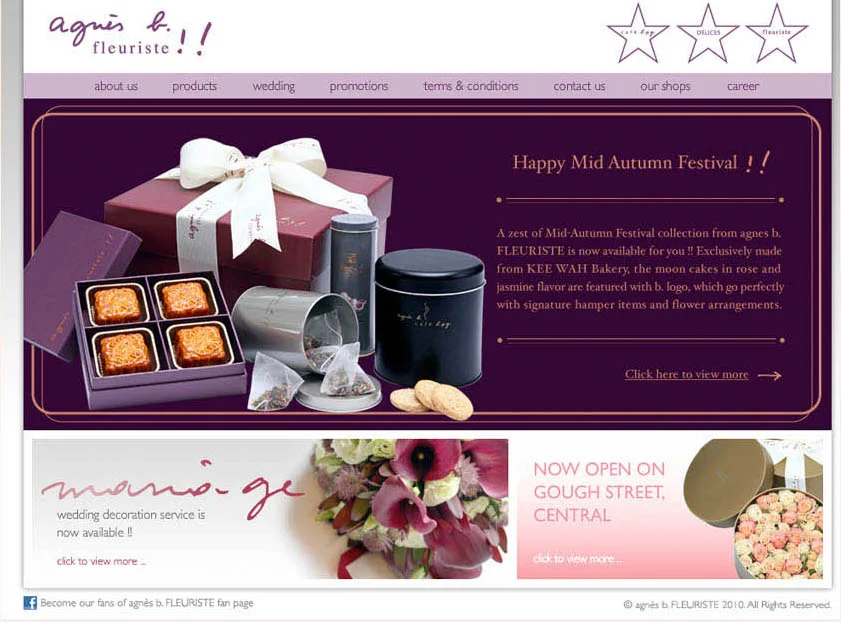 agnès b.
fleuriste !!
cafe bgy
DÉLICES
fleuriste
about us
products
wedding
promotions
terms & conditions
contact us
our shops
career
Happy Mid Autumn Festival !!
A zest of Mid-Autumn Festival collection from agnes b.
FLEURISTE is now available for you !! Exclusively made
from KEE WAH Bakery, the moon cakes in rose and
jasmine flavor are featured with b. logo, which go perfectly
with signature hamper items and flower arrangements.
Click here to view more
agnès b.
mariage
wedding decoration service is
now available !!
click to view more ...
NOW OPEN ON
GOUGH STREET,
CENTRAL
click to view more ...
Become our fans of agnès b. FLEURISTE fan page
© agnès b. FLEURISTE 2010. All Rights Reserved.